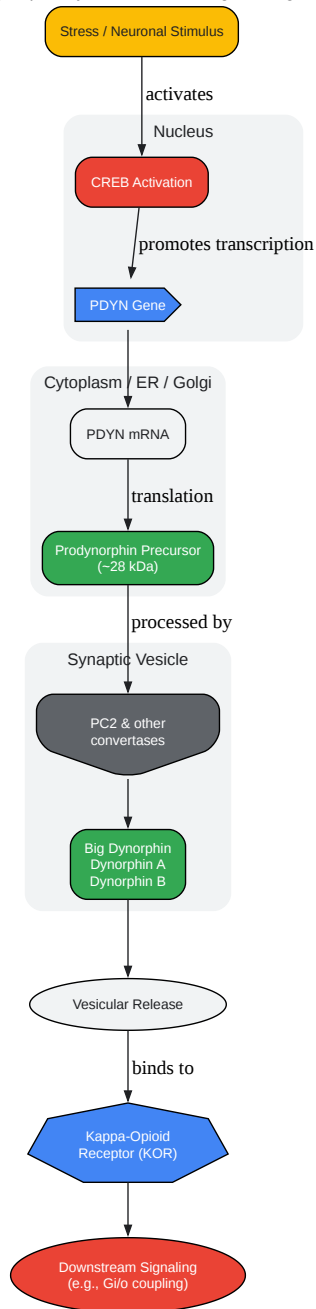 Stress / Neuronal Stimulus
activates
Nucleus
CREB Activation
promotes transcription
PDYN Gene
Cytoplasm / ER / Golgi
PDYN mRNA
translation
Prodynorphin Precursor
(~28 kDa)
processed by
Synaptic Vesicle
PC2 & other
convertases
Big Dynorphin
Dynorphin A
Dynorphin B
Vesicular Release
binds to
Kappa-Opioid
Receptor (KOR)
Downstream Signaling
(e.g., Gi/o coupling)